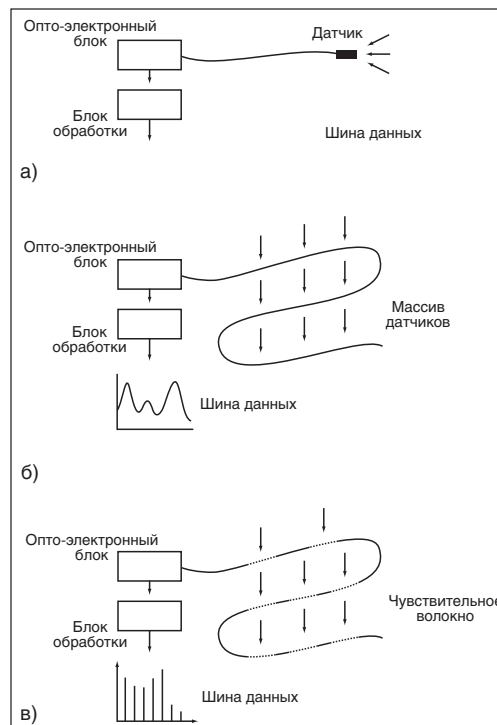 Опто-электронный
блок
Датчик
Блок
обработки
Шина данных
а)
Опто-электронный
блок
Блок
обработки
Массив
датчиков
Шина данных
б)
Опто-электронный
блок
Блок
обработки
Чувствительное
волокно
Шина данных
в)